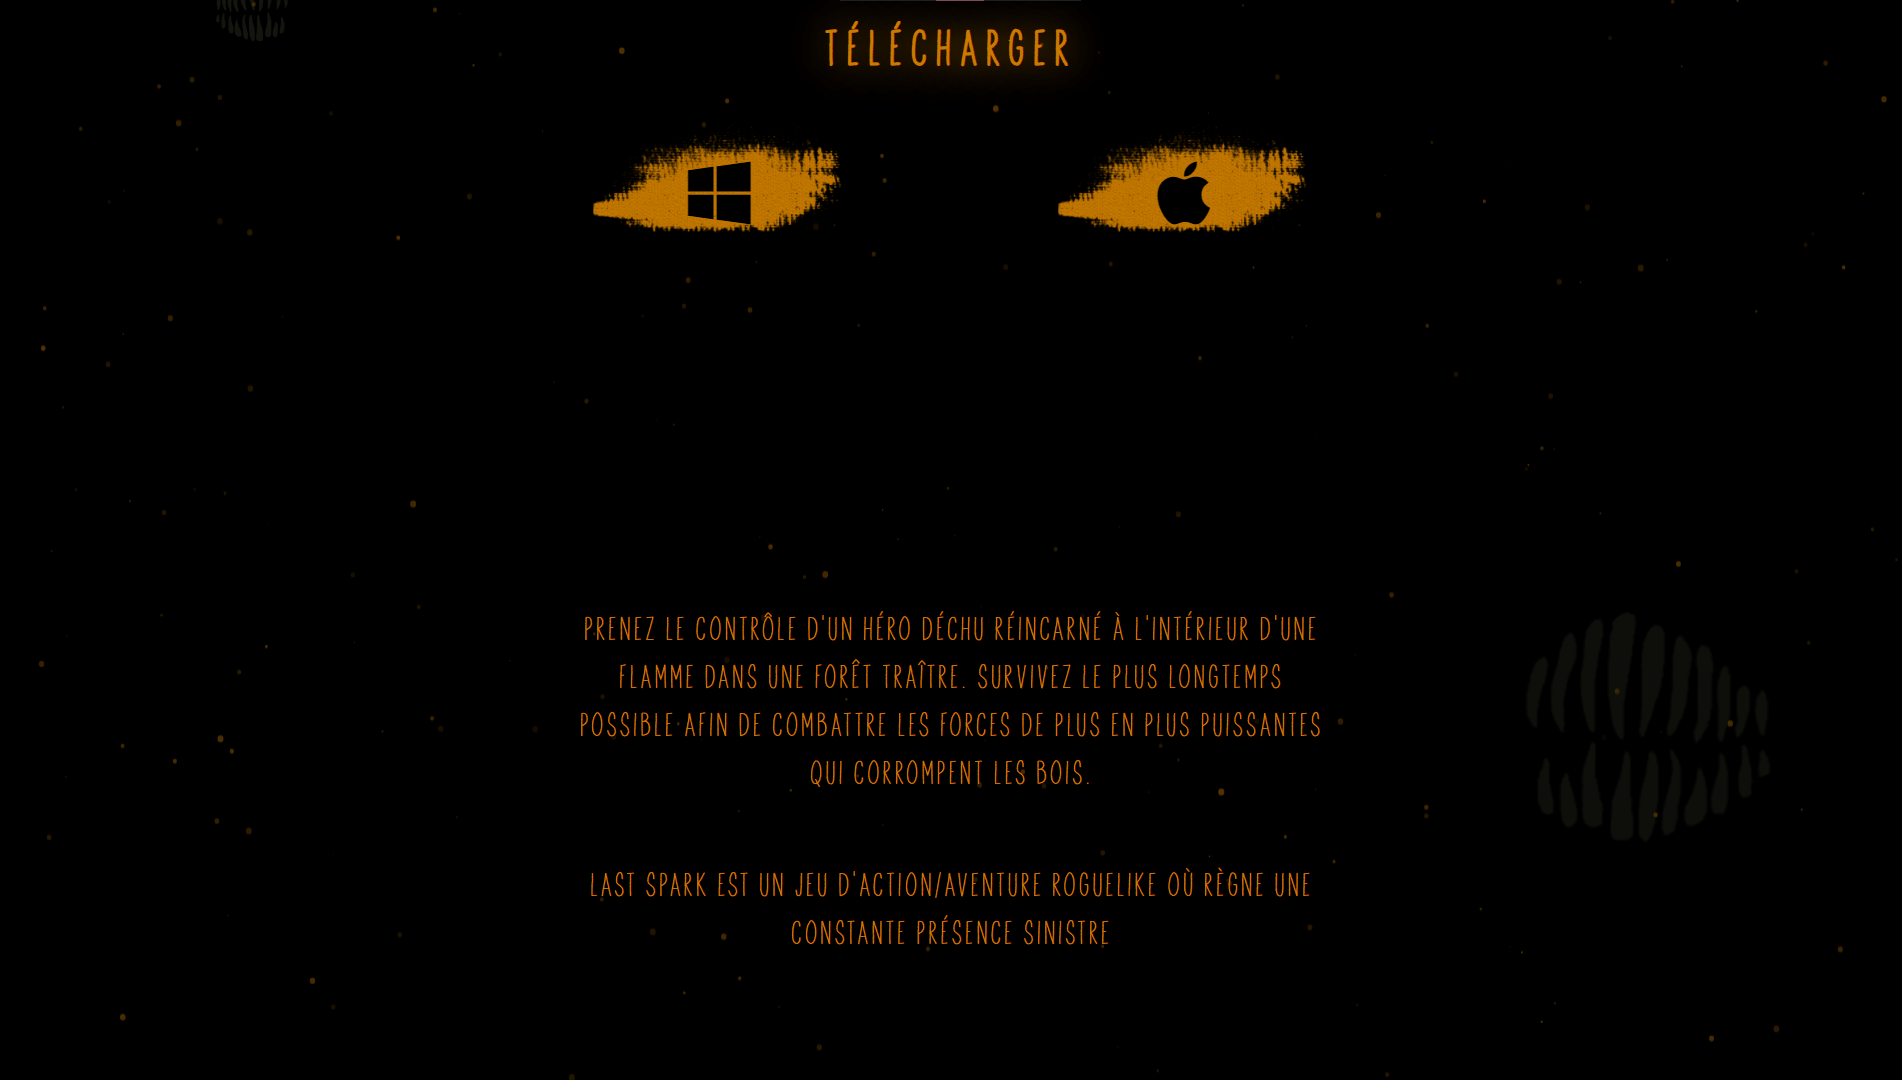 TÉLÉCHARGER
PRENEZ LE CONTRÔLE D'UN HÉRO DÉCHU RÉINCARNÉ À L'INTÉRIEUR D'UNE
FLAMME DANS UNE FORÊT TRAÎTRE. SURVIVEZ LE PLUS LONGTEMPS
POSSIBLE AFIN DE COMBATTRE LES FORCES DE PLUS EN PLUS PUISSANTES
QUI CORROMPENT LES BOIS.
LAST SPARK EST UN JEU D'ACTION/AVENTURE ROGUELIKE OÙ RÈGNE UNE
CONSTANTE PRÉSENCE SINISTRE